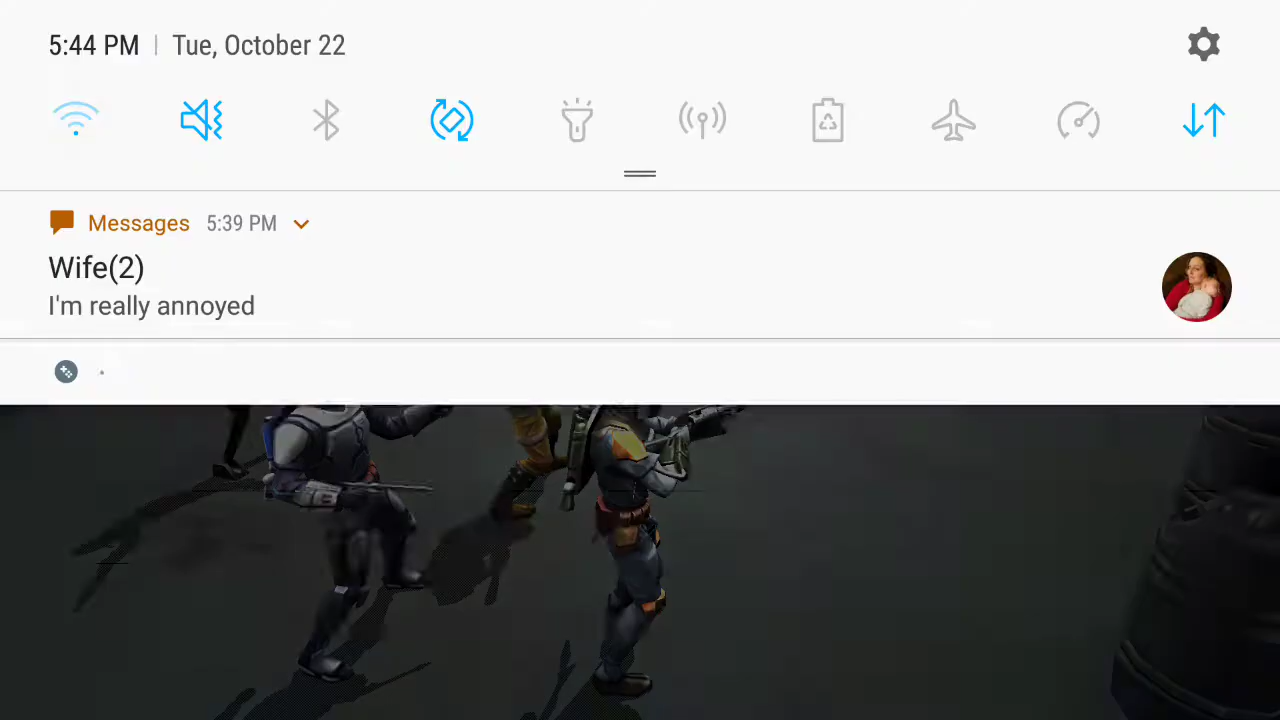 5:44 PM | Tue, October 22
Messages 5:39 PM
Wife(2)
I'm really annoyed